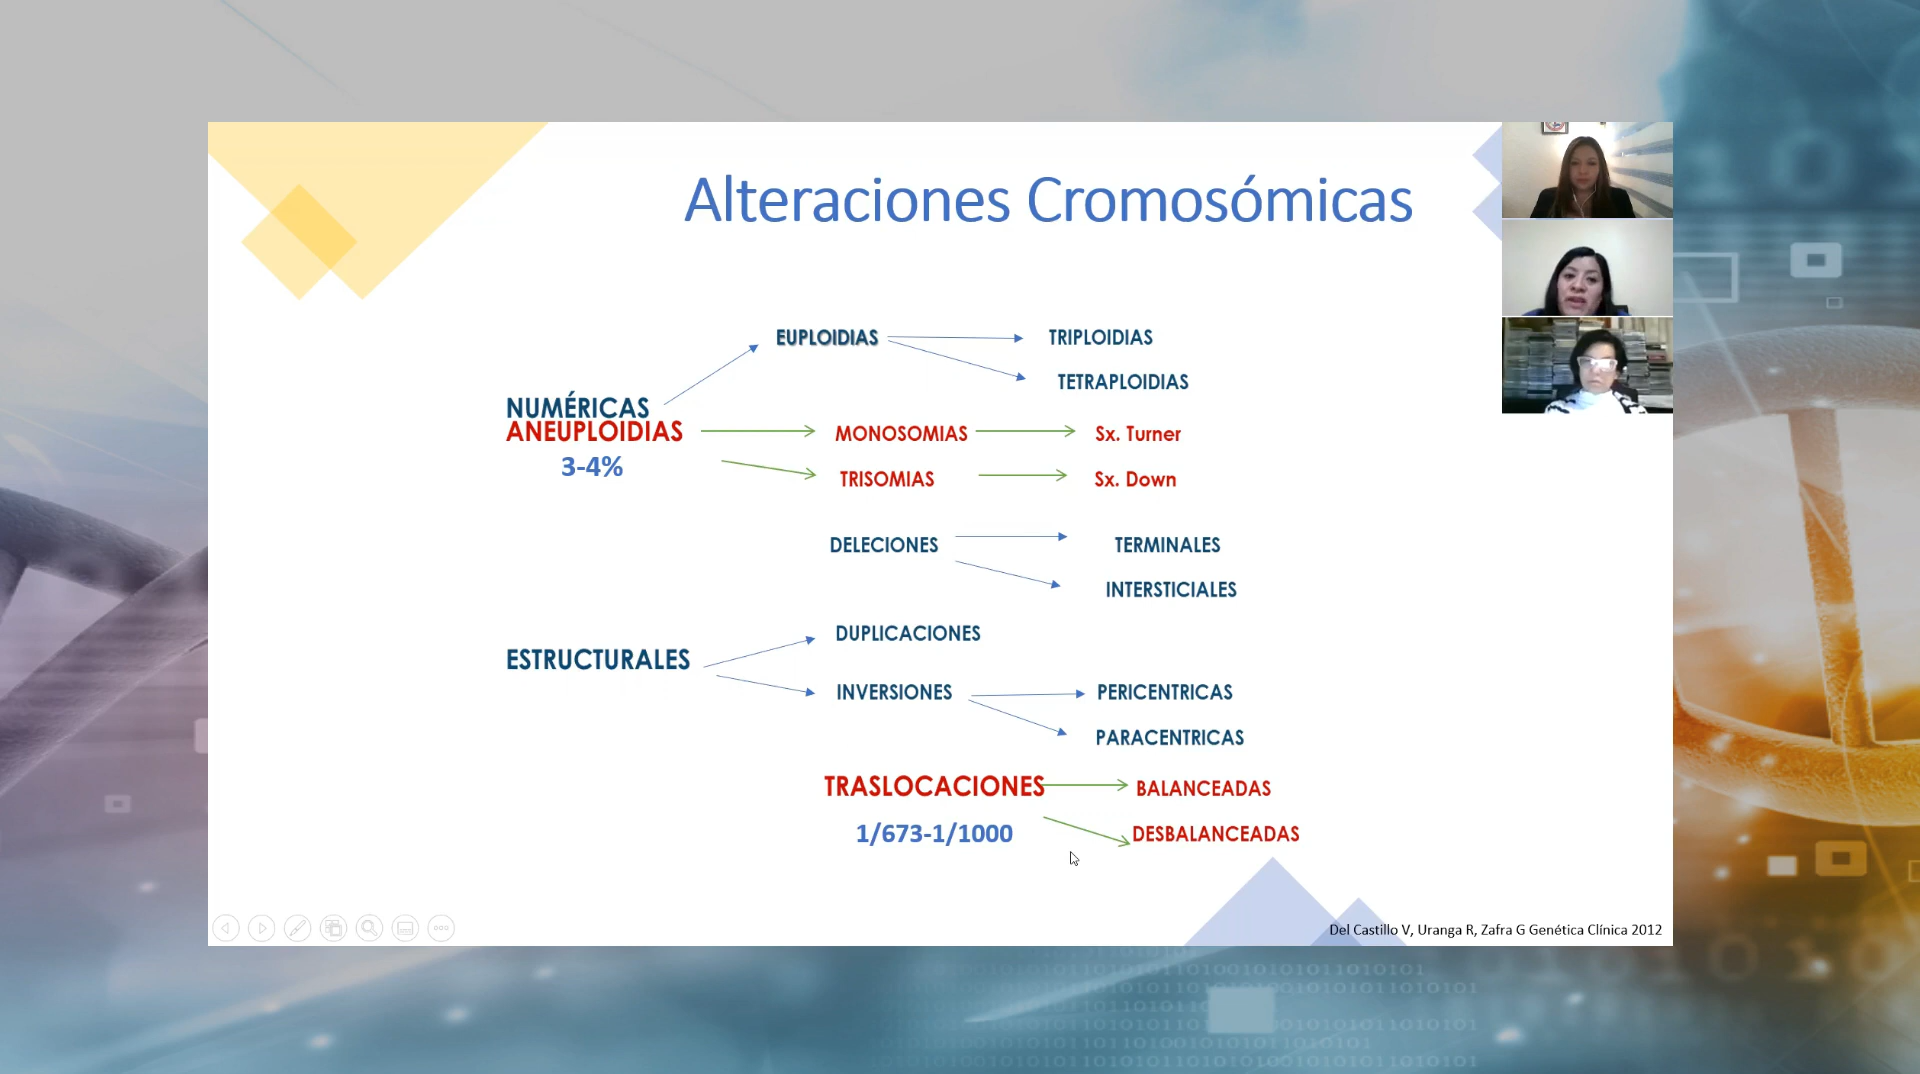 Alteraciones Cromosómicas
EUPLOIDIAS
TRIPLOIDIAS
TETRAPLOIDIAS
NUMÉRICAS
ANEUPLOIDIAS
3-4%
MONOSOMIAS
Sx. Turner
TRISOMIAS
Sx. Down
DELECIONES
TERMINALES
INTERSTICIALES
ESTRUCTURALES
DUPLICACIONES
INVERSIONES
PERICENTRICAS
PARACENTRICAS
TRASLOCACIONES
BALANCEADAS
1/673-1/1000
DESBALANCEADAS
Del Castillo V, Uranga R, Zafra G Genética Clínica 2012